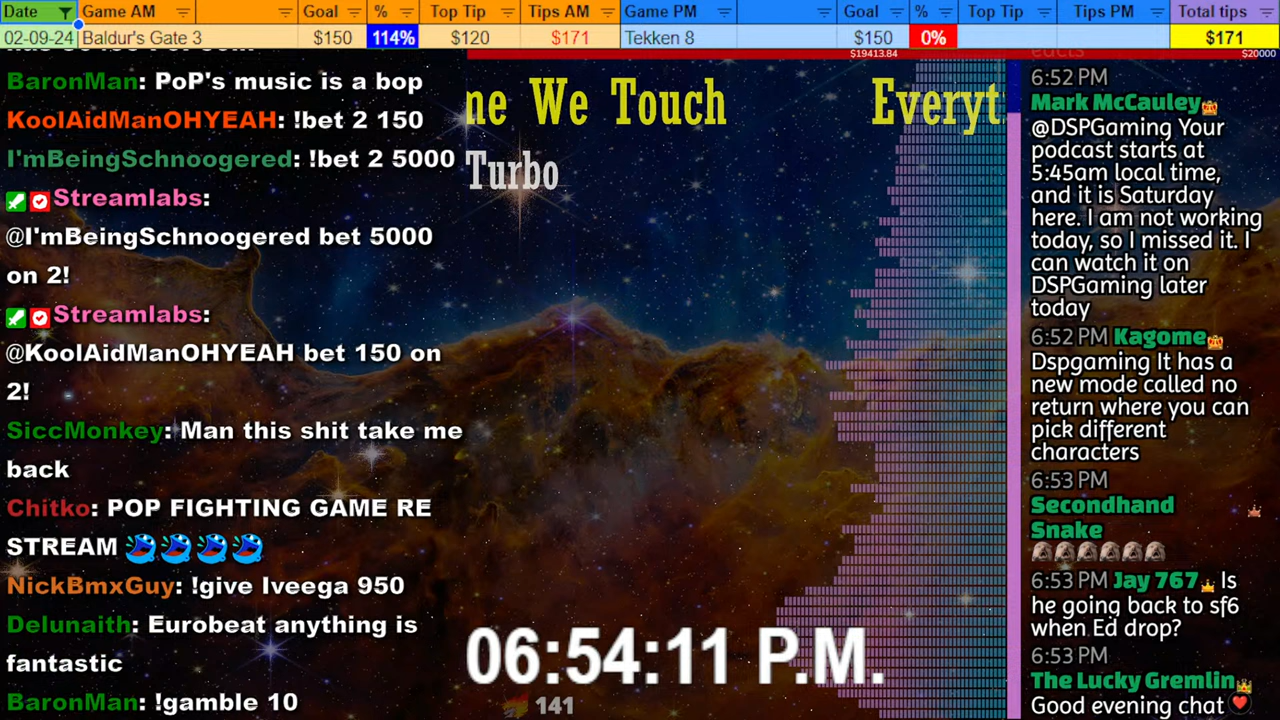 Date Game AM Goal % Top Tip Tips AM Game PM Goal % Top Tip Tips PM Total tips
02-09-24 Baldur's Gate 3 $150 114% $120 $171 Tekken 8 $150 0% $171
$19413.84 $20000
BaronMan: PoP's music is a bop
KoolAidManOHYEAH: !bet 2 150
I'mBeingSchnoogered: !bet 2 5000
Streamlabs:
@I'mBeingSchnoogered bet 5000
on 2!
Streamlabs:
@KoolAidManOHYEAH bet 150 on
2!
SiccMonkey: Man this shit take me
back
Chitko: POP FIGHTING GAME RE
STREAM
NickBmxGuy: !give Iveega 950
Delunaith: Eurobeat anything is
fantastic
BaronMan: !gamble 10
ne We Touch Everyt
Turbo
06:54:11 P.M.
141
6:52 PM
Mark McCauley
@DSPGaming Your
podcast starts at
5:45am local time,
and it is Saturday
here. I am not working
today, so I missed it. I
can watch it on
DSPGaming later
today
6:52 PM Kagome
Dspgaming It has a
new mode called no
return where you can
pick different
characters
6:53 PM
Secondhand
Snake
6:53 PM Jay 767 Is
he going back to sf6
when Ed drop?
6:53 PM
The Lucky Gremlin
Good evening chat